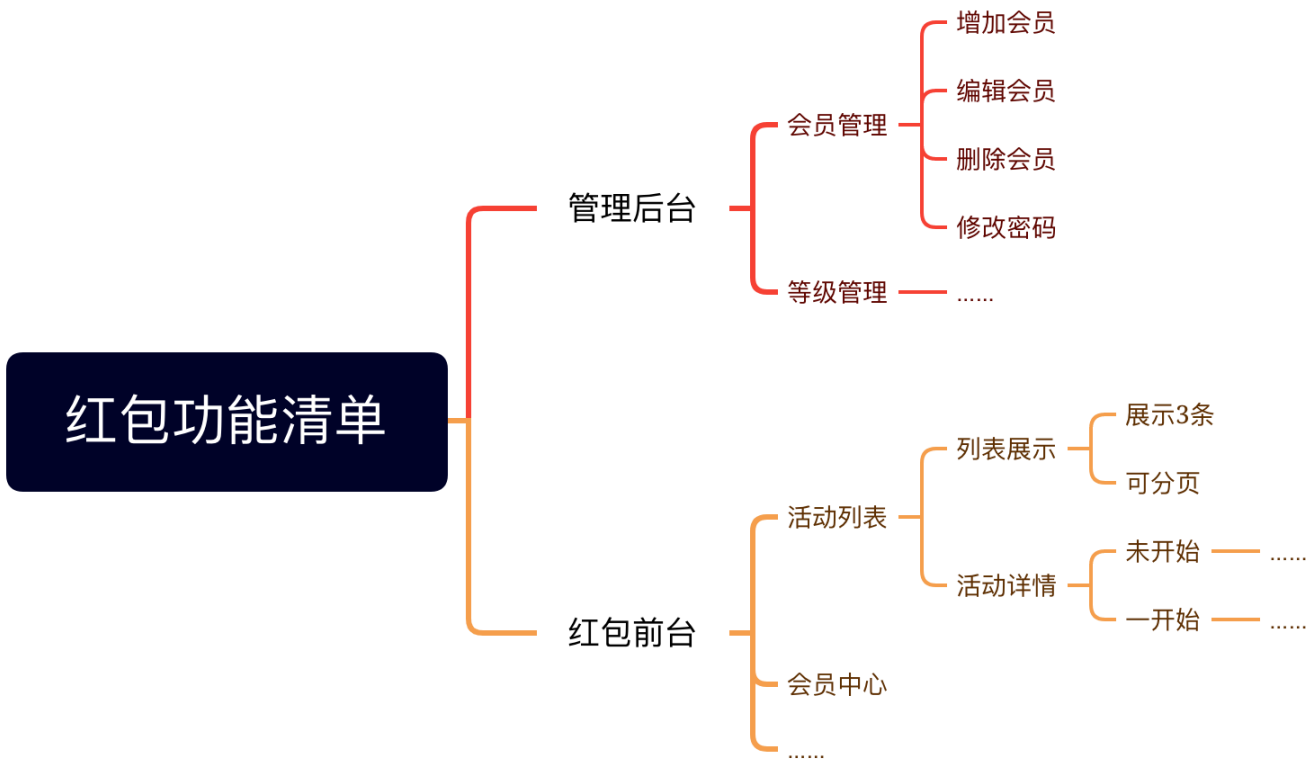 红包功能清单
管理后台
会员管理
增加会员
编辑会员
删除会员
修改密码
等级管理
......
红包前台
活动列表
列表展示
展示3条
可分页
活动详情
未开始
......
一开始
......
会员中心
......